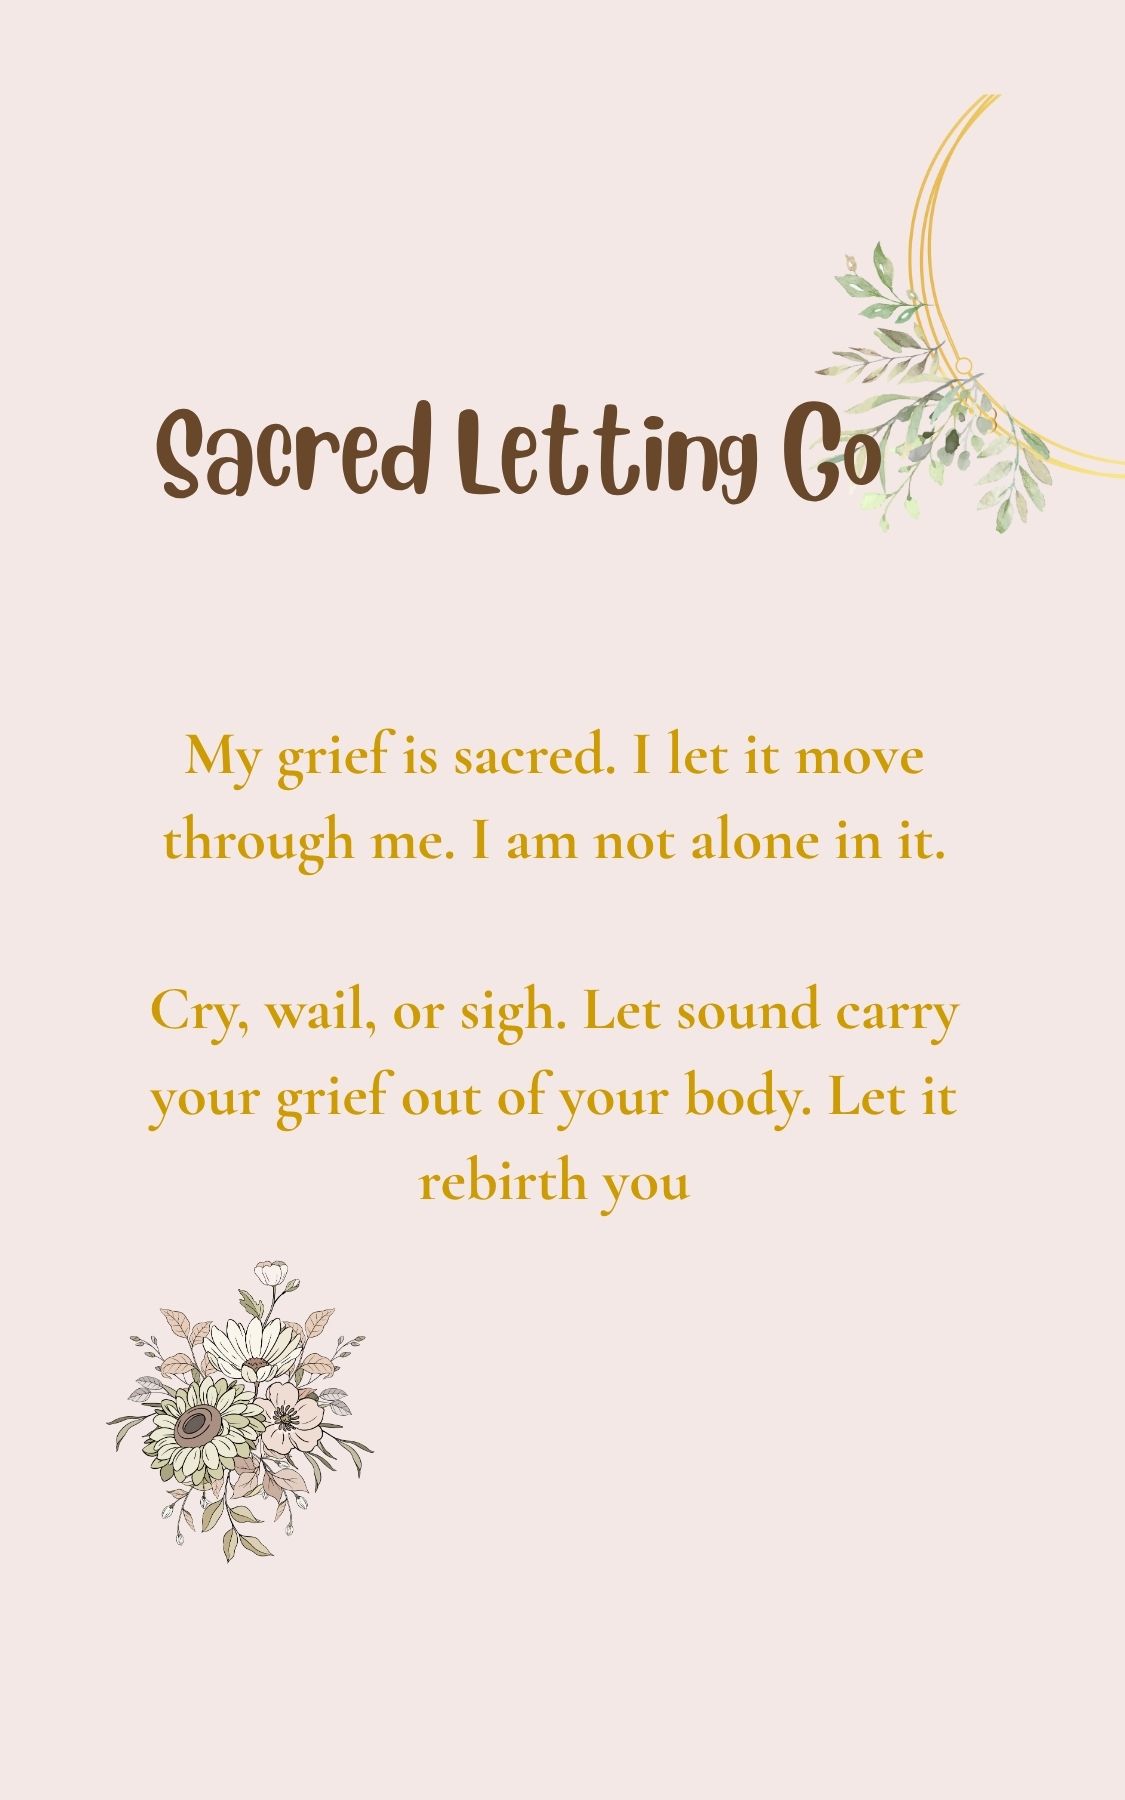 Sacred Letting Go
My grief is sacred. I let it move
through me. I am not alone in it.
Cry, wail, or sigh. Let sound carry
your grief out of your body. Let it
rebirth you